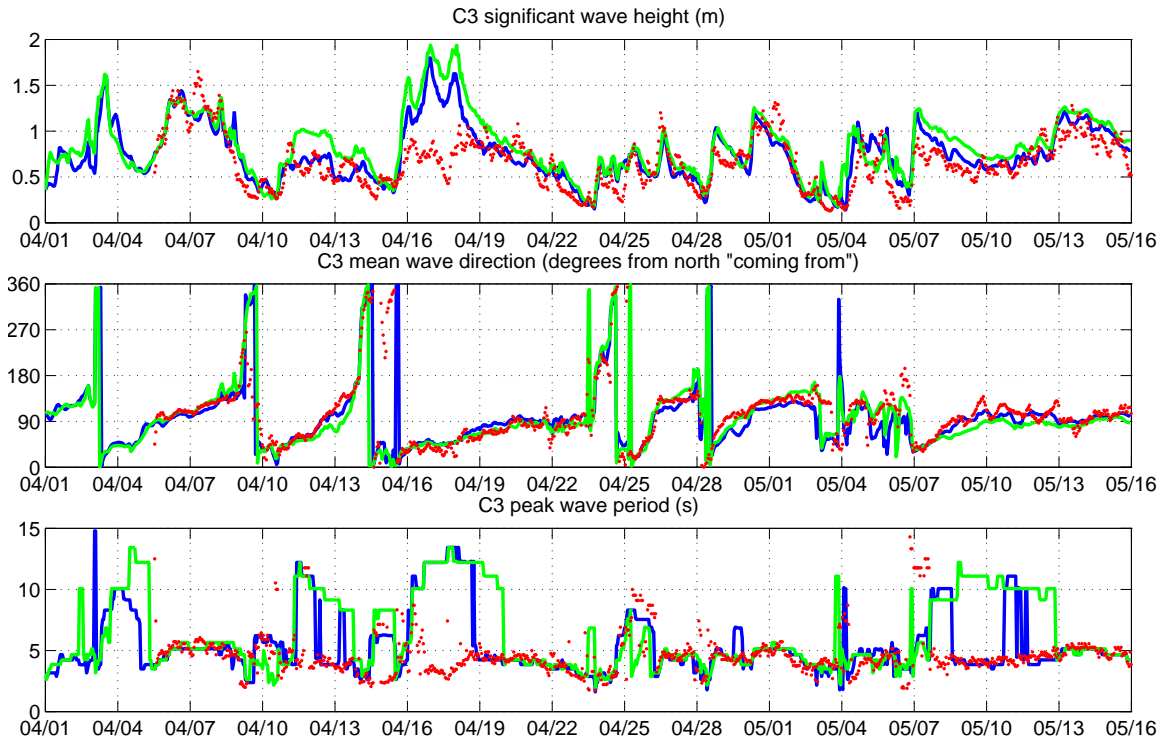 C3 significant wave height (m)
2
1.5
1
0.5
0
04/01 04/04 04/07 04/10 04/13 04/16 04/19 04/22 04/25 04/28 05/01 05/04 05/07 05/10 05/13 05/16
C3 mean wave direction (degrees from north "coming from")
360
270
180
90
0
04/01 04/04 04/07 04/10 04/13 04/16 04/19 04/22 04/25 04/28 05/01 05/04 05/07 05/10 05/13 05/16
C3 peak wave period (s)
15
10
5
0
04/01 04/04 04/07 04/10 04/13 04/16 04/19 04/22 04/25 04/28 05/01 05/04 05/07 05/10 05/13 05/16